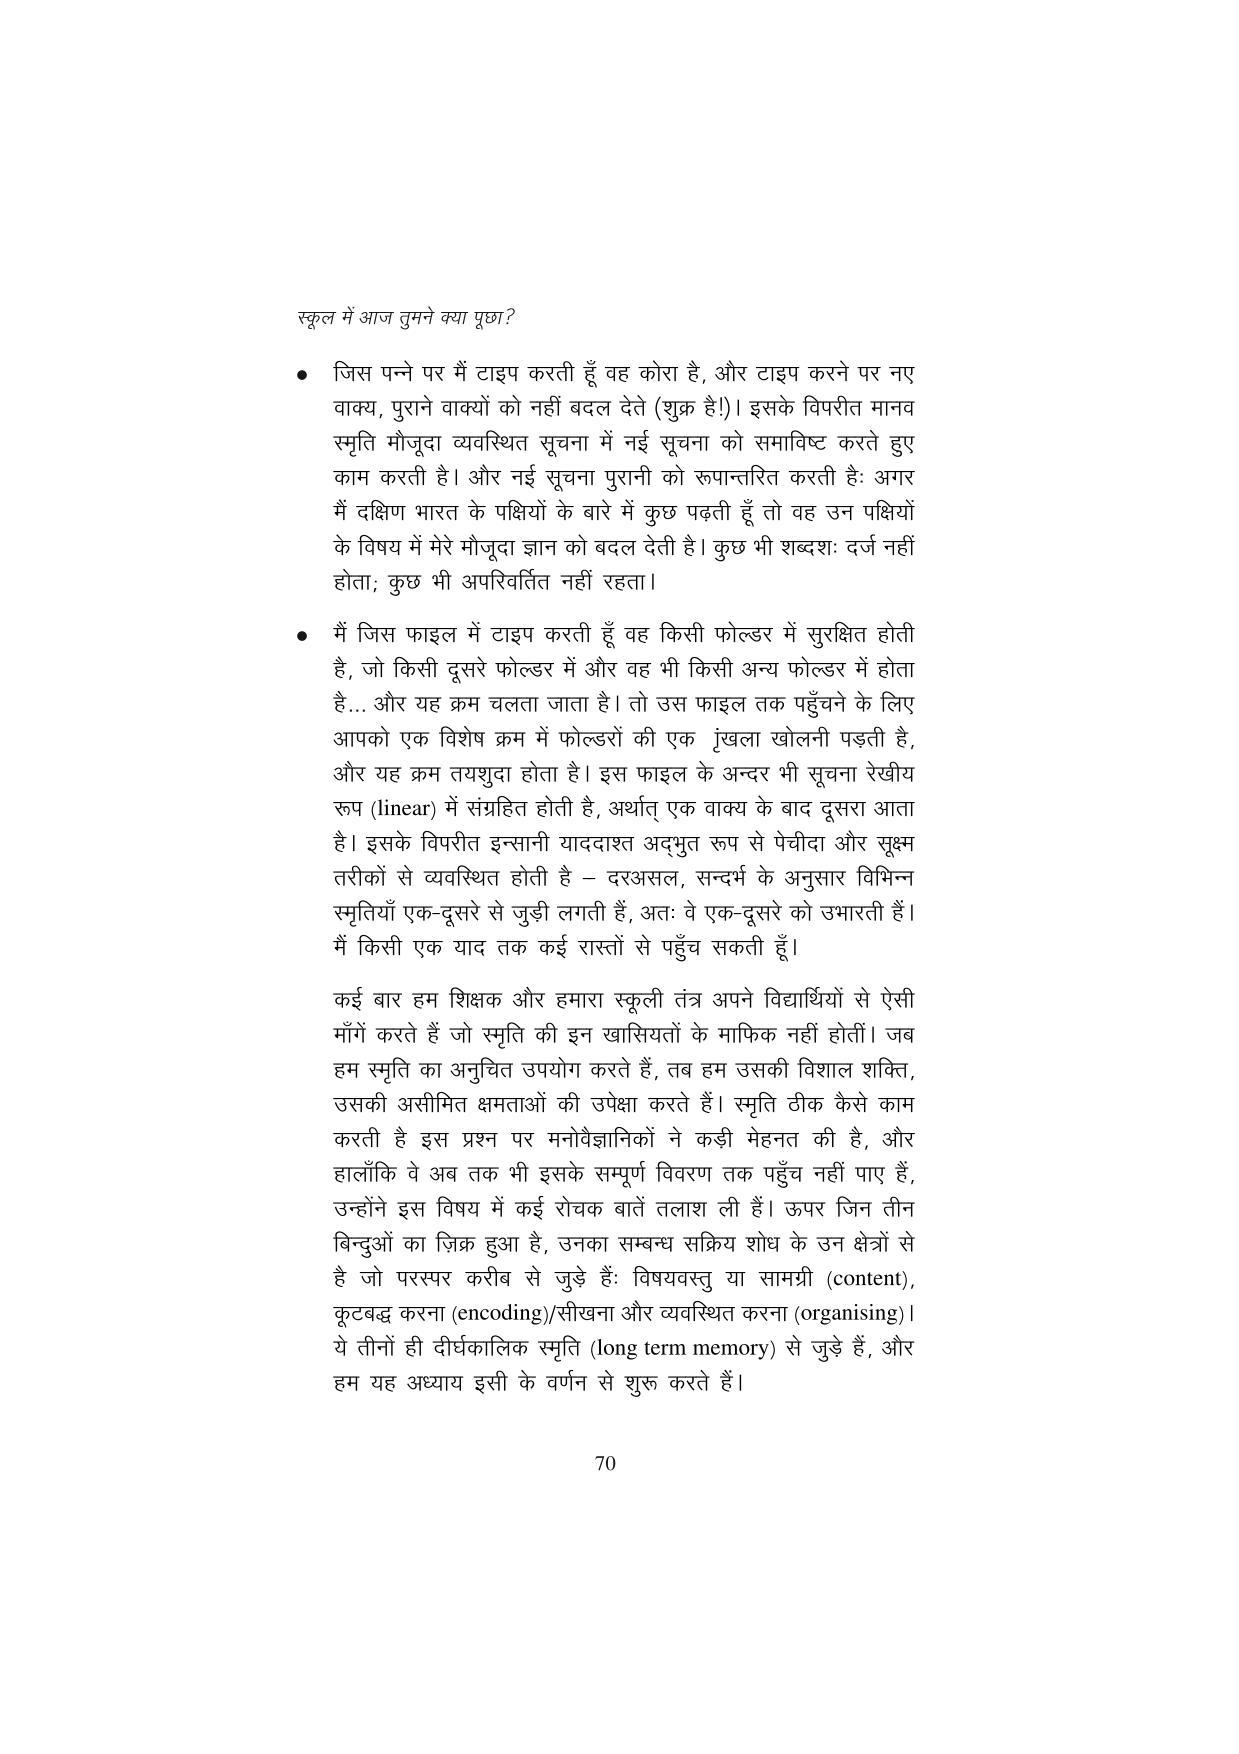 स्कूल में आज तुमने क्या पूछा?
● जिस पन्ने पर मैं टाइप करती हूँ वह कोरा है, और टाइप करने पर नए
वाक्य, पुराने वाक्यों को नहीं बदल देते (शुक्र है!)। इसके विपरीत मानव
स्मृति मौजूदा व्यवस्थित सूचना में नई सूचना को समाविष्ट करते हुए
काम करती है। और नई सूचना पुरानी को रूपान्तरित करती हैः अगर
मैं दक्षिण भारत के पक्षियों के बारे में कुछ पढ़ती हूँ तो वह उन पक्षियों
के विषय में मेरे मौजूदा ज्ञान को बदल देती है। कुछ भी शब्दशः दर्ज नहीं
होता; कुछ भी अपरिवर्तित नहीं रहता।
● मैं जिस फाइल में टाइप करती हूँ वह किसी फोल्डर में सुरक्षित होती
है, जो किसी दूसरे फोल्डर में और वह भी किसी अन्य फोल्डर में होता
है... और यह क्रम चलता जाता है। तो उस फाइल तक पहुँचने के लिए
आपको एक विशेष क्रम में फोल्डरों की एक jंखला खोलनी पड़ती है,
और यह क्रम तयशुदा होता है। इस फाइल के अन्दर भी सूचना रेखीय
रूप (linear) में संग्रहित होती है, अर्थात् एक वाक्य के बाद दूसरा आता
है। इसके विपरीत इन्सानी याददाश्त अद्भुत रूप से पेचीदा और सूक्ष्म
तरीकों से व्यवस्थित होती है – दरअसल, सन्दर्भ के अनुसार विभिन्न
स्मृतियाँ एक-दूसरे से जुड़ी लगती हैं, अतः वे एक-दूसरे को उभारती हैं।
मैं किसी एक याद तक कई रास्तों से पहुँच सकती हूँ।
कई बार हम शिक्षक और हमारा स्कूली तंत्र अपने विद्यार्थियों से ऐसी
माँगें करते हैं जो स्मृति की इन खासियतों के माफिक नहीं होतीं। जब
हम स्मृति का अनुचित उपयोग करते हैं, तब हम उसकी विशाल शक्ति,
उसकी असीमित क्षमताओं की उपेक्षा करते हैं। स्मृति ठीक कैसे काम
करती है इस प्रश्न पर मनोवैज्ञानिकों ने कड़ी मेहनत की है, और
हालाँकि वे अब तक भी इसके सम्पूर्ण विवरण तक पहुँच नहीं पाए हैं,
उन्होंने इस विषय में कई रोचक बातें तलाश ली हैं। ऊपर जिन तीन
बिन्दुओं का ज़िक्र हुआ है, उनका सम्बन्ध सक्रिय शोध के उन क्षेत्रों से
है जो परस्पर करीब से जुड़े हैंः विषयवस्तु या सामग्री (content),
कूटबद्ध करना (encoding)/सीखना और व्यवस्थित करना (organising)।
ये तीनों ही दीर्घकालिक स्मृति (long term memory) से जुड़े हैं, और
हम यह अध्याय इसी के वर्णन से शुरू करते हैं।
70